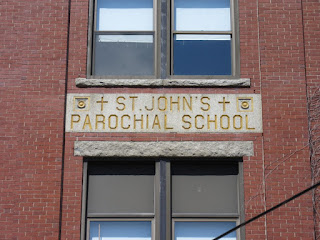 ✝ ST. JOHN'S ✝
PAROCHIAL SCHOOL